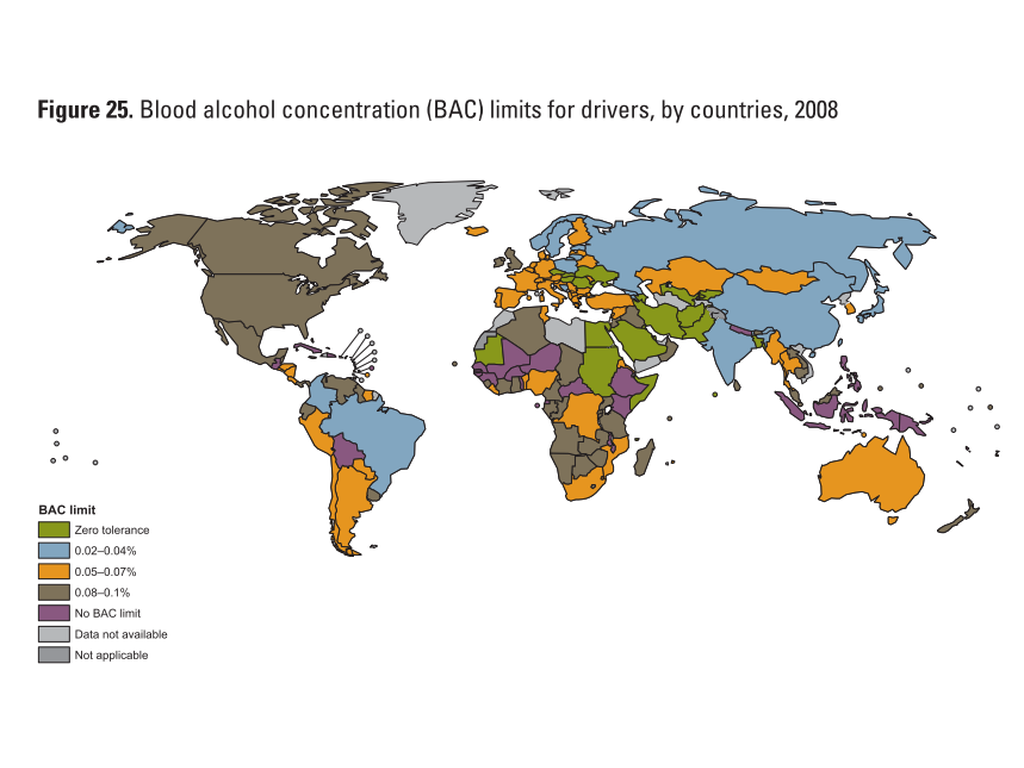 Figure 25. Blood alcohol concentration (BAC) limits for drivers, by countries, 2008
BAC limit
Zero tolerance
0.02–0.04%
0.05–0.07%
0.08–0.1%
No BAC limit
Data not available
Not applicable